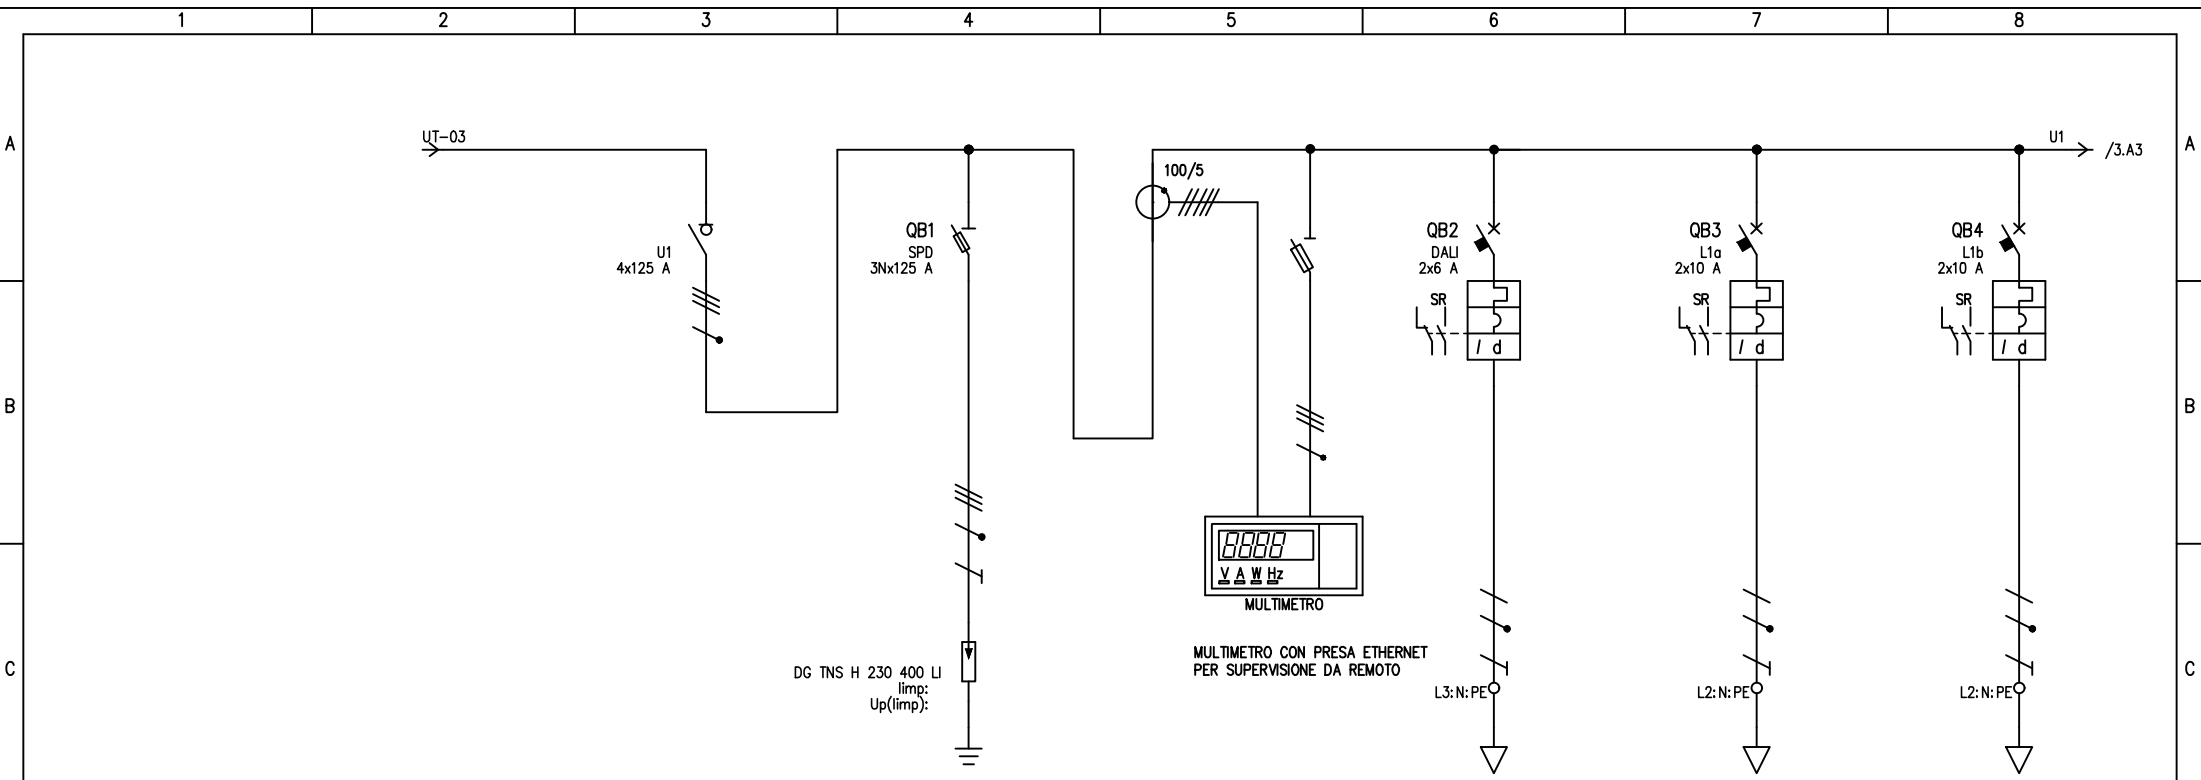 1 2 3 4 5 6 7 8
A A
UT-03
U1
/3.A3
100/5
U1
4x125 A
QB1
SPD
3Nx125 A
QB2
DALI
2x6 A
SR
I d
QB3
L1a
2x10 A
SR
I d
QB4
L1b
2x10 A
SR
I d
B B
8888
V A W Hz
MULTIMETRO
MULTIMETRO CON PRESA ETHERNET
PER SUPERVISIONE DA REMOTO
C C
DG TNS H 230 400 LI
Iimp:
Up(Iimp):
L3:N:PE
L2:N:PE
L2:N:PE